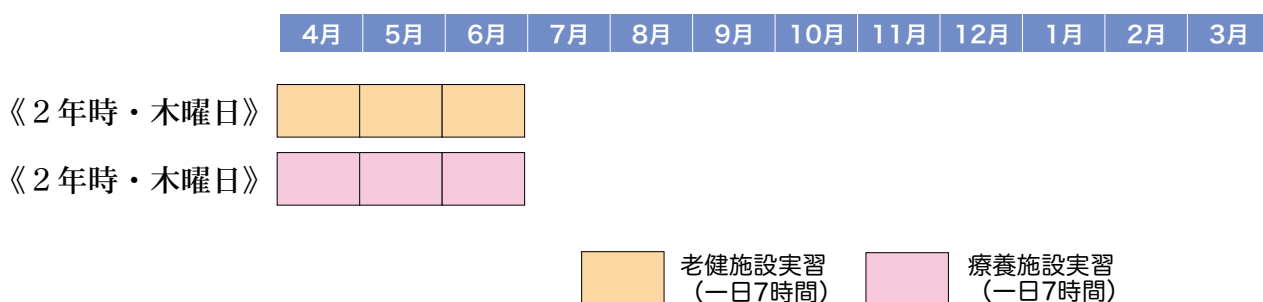 4月 5月 6月 7月 8月 9月 10月 11月 12月 1月 2月 3月
《２年時・木曜日》
《２年時・木曜日》
老健施設実習
（一日7時間）
療養施設実習
（一日7時間）